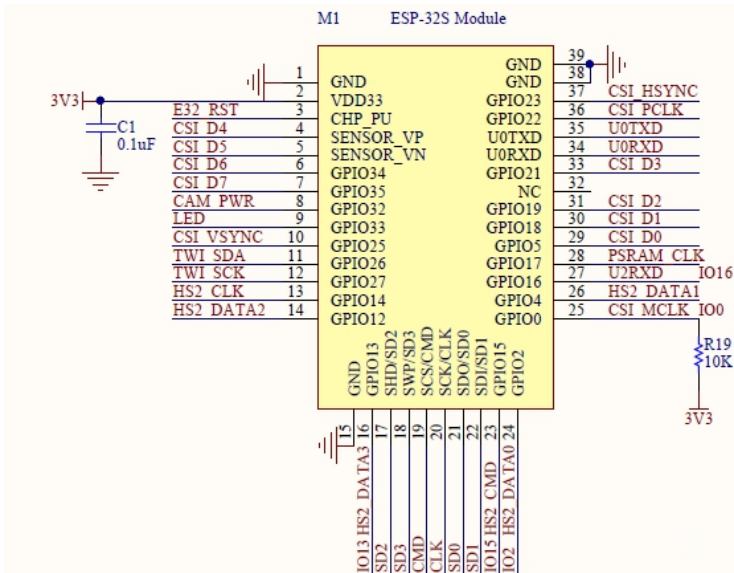 M1 ESP-32S Module
1 GND
3V3 2 VDD33
E32_RST 3 CHP_PU
C1
0.1uF
CSI_D4 4 SENSOR_VP
CSI_D5 5 SENSOR_VN
CSI_D6 6 GPIO34
CSI_D7 7 GPIO35
CAM_PWR 8 GPIO32
LED 9 GPIO33
CSI_VSYNC 10 GPIO25
TWI_SDA 11 GPIO26
TWI_SCK 12 GPIO27
HS2_CLK 13 GPIO14
HS2_DATA2 14 GPIO12
GND 39
GND 38
GPIO23 37 CSI_HSYNC
GPIO22 36 CSI_PCLK
U0TXD 35 U0TXD
U0RXD 34 U0RXD
GPIO21 33 CSI_D3
NC 32
GPIO19 31 CSI_D2
GPIO18 30 CSI_D1
GPIO5 29 CSI_D0
GPIO17 28 PSRAM_CLK
GPIO16 27 U2RXD IO16
GPIO4 26 HS2_DATA1
GPIO0 25 CSI_MCLK IO0
R19
10K
3V3
GND 15
GPIO13 16 IO13 HS2_DATA3
SHD/SD2 17 SD2
SWP/SD3 18 SD3
SCS/CMD 19 CMD
SCK/CLK 20 CLK
SDO/SD0 21 SD0
SDI/SD1 22 SD1
GPIO15 23 IO15 HS2_CMD
GPIO2 24 IO2 HS2_DATA0